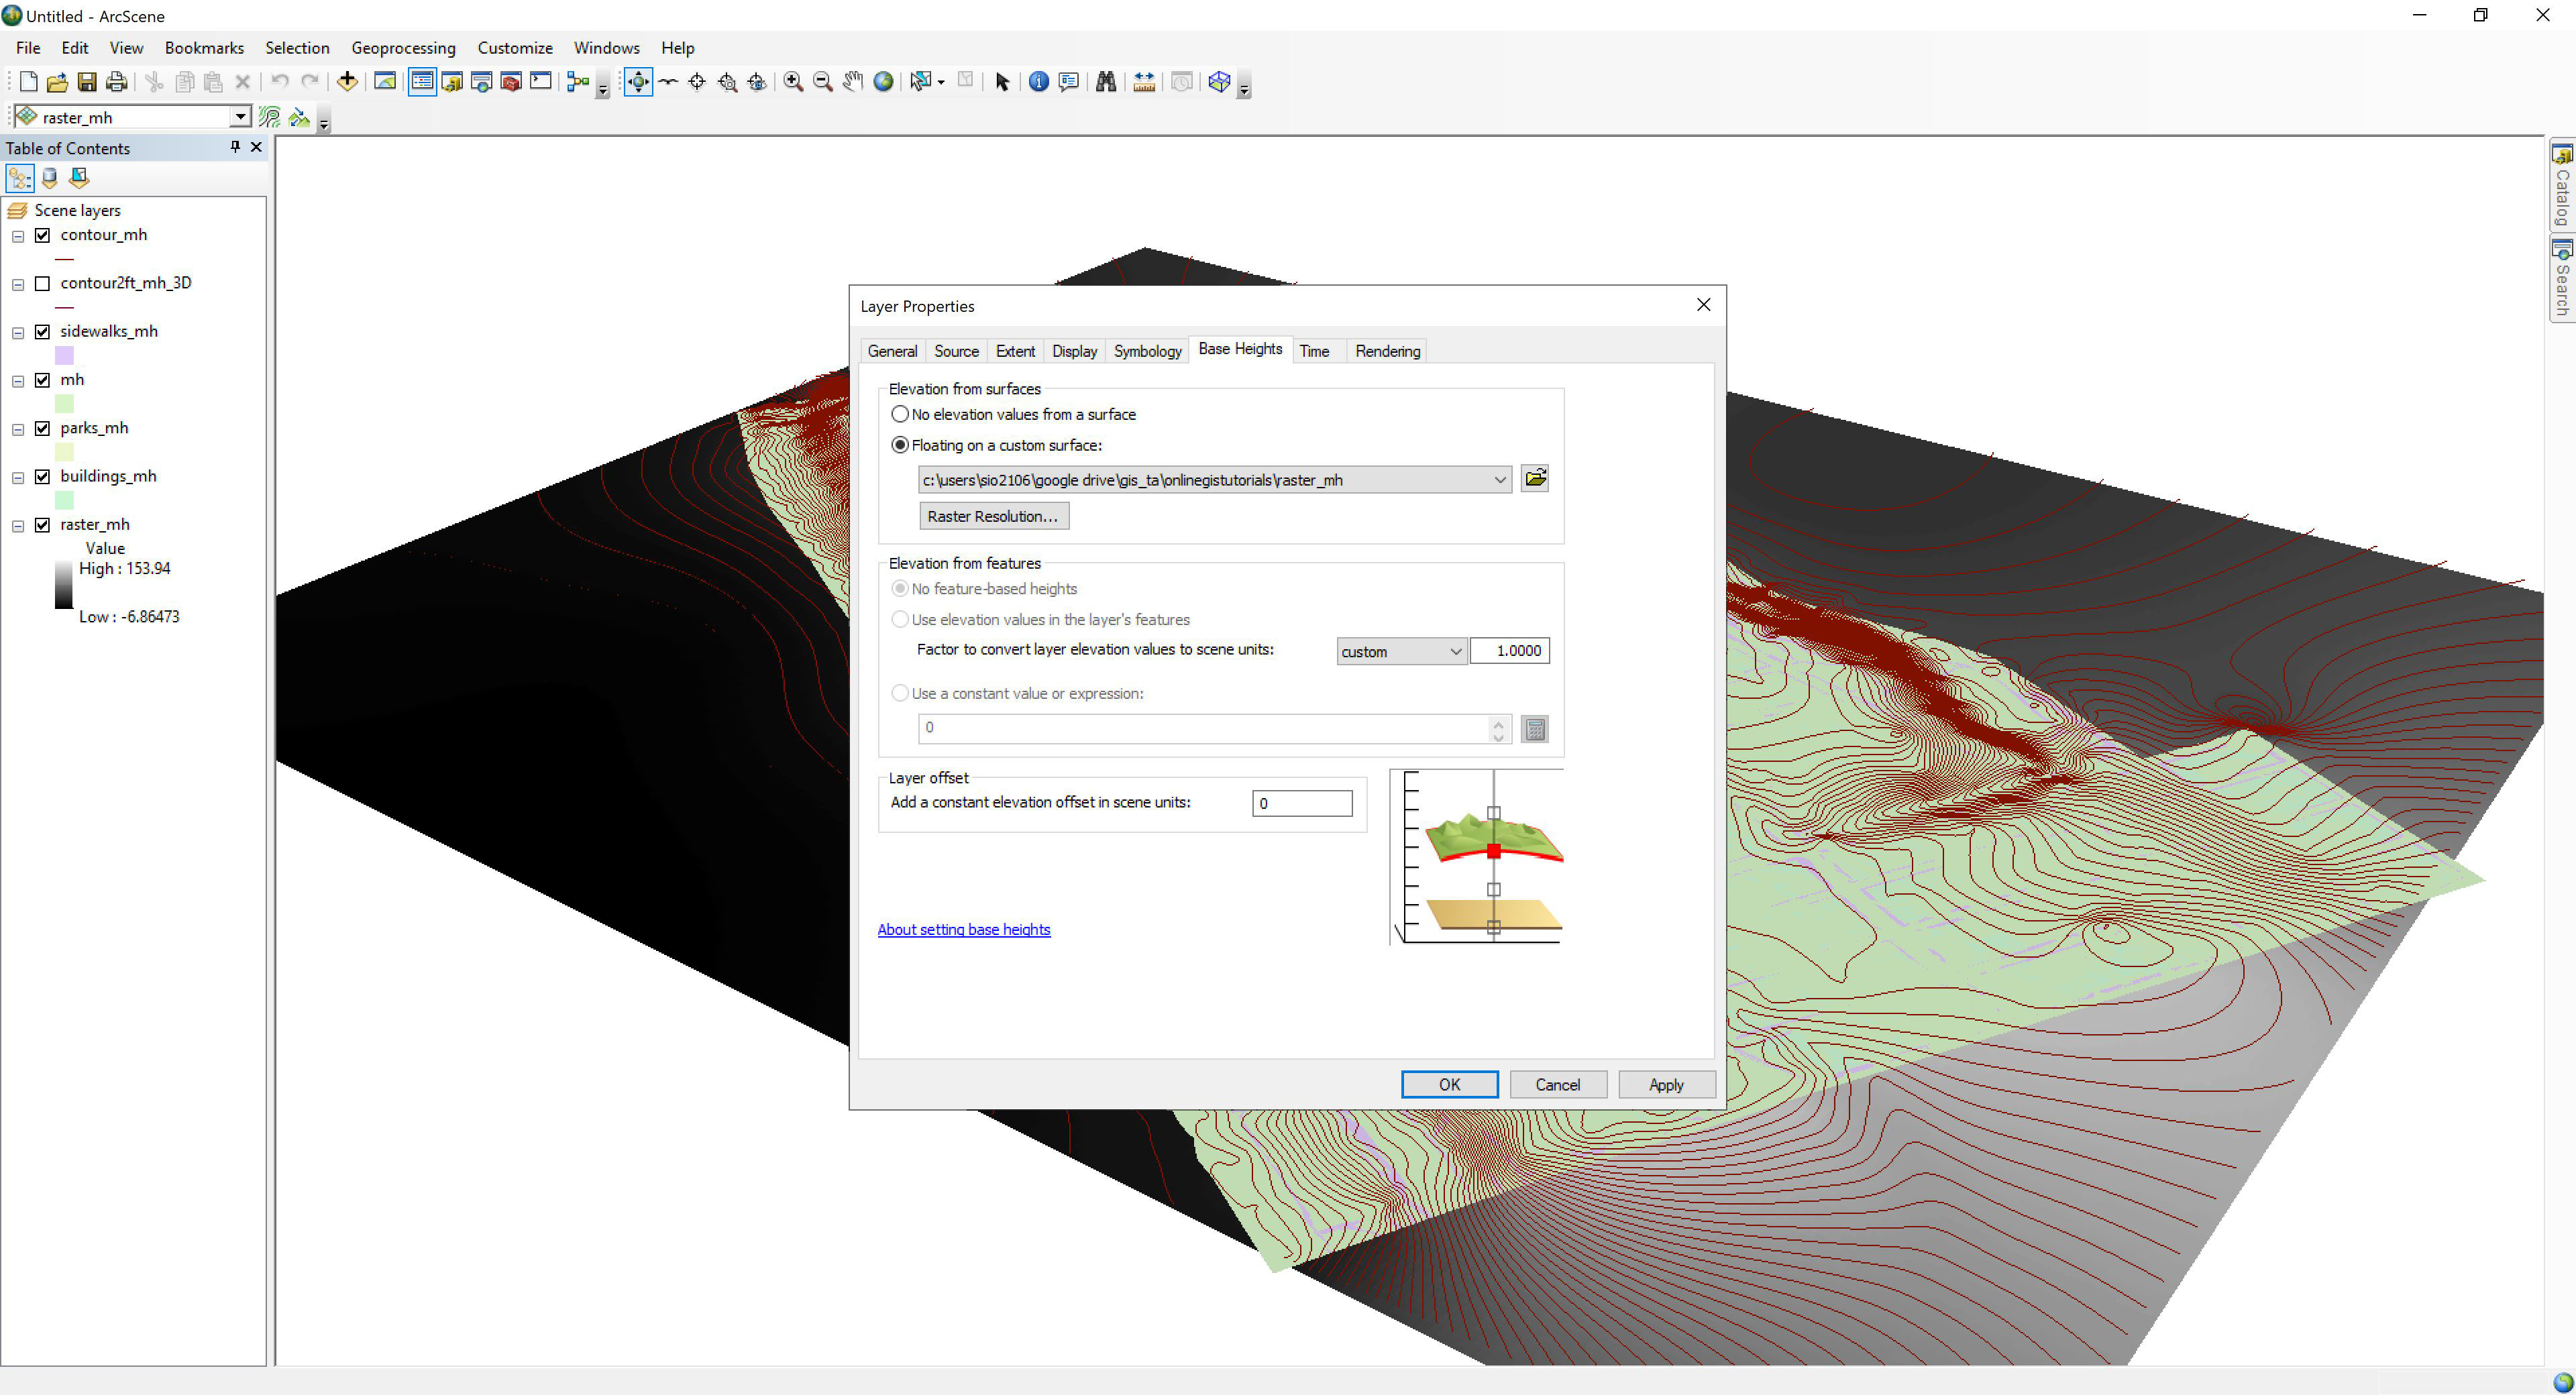 Untitled - ArcScene
File Edit View Bookmarks Selection Geoprocessing Customize Windows Help
raster_mh
Table of Contents
Scene layers
contour_mh
contour2ft_mh_3D
sidewalks_mh
mh
parks_mh
buildings_mh
raster_mh
Value
High : 153.94
Low : -6.86473
Layer Properties
General Source Extent Display Symbology Base Heights Time Rendering
Elevation from surfaces
No elevation values from a surface
Floating on a custom surface:
c:\users\sio2106\google drive\gis_ta\onlinegistutorials\raster_mh
Raster Resolution...
Elevation from features
No feature-based heights
Use elevation values in the layer's features
Factor to convert layer elevation values to scene units: custom 1.0000
Use a constant value or expression:
0
Layer offset
Add a constant elevation offset in scene units: 0
About setting base heights
OK Cancel Apply
Catalog
Search